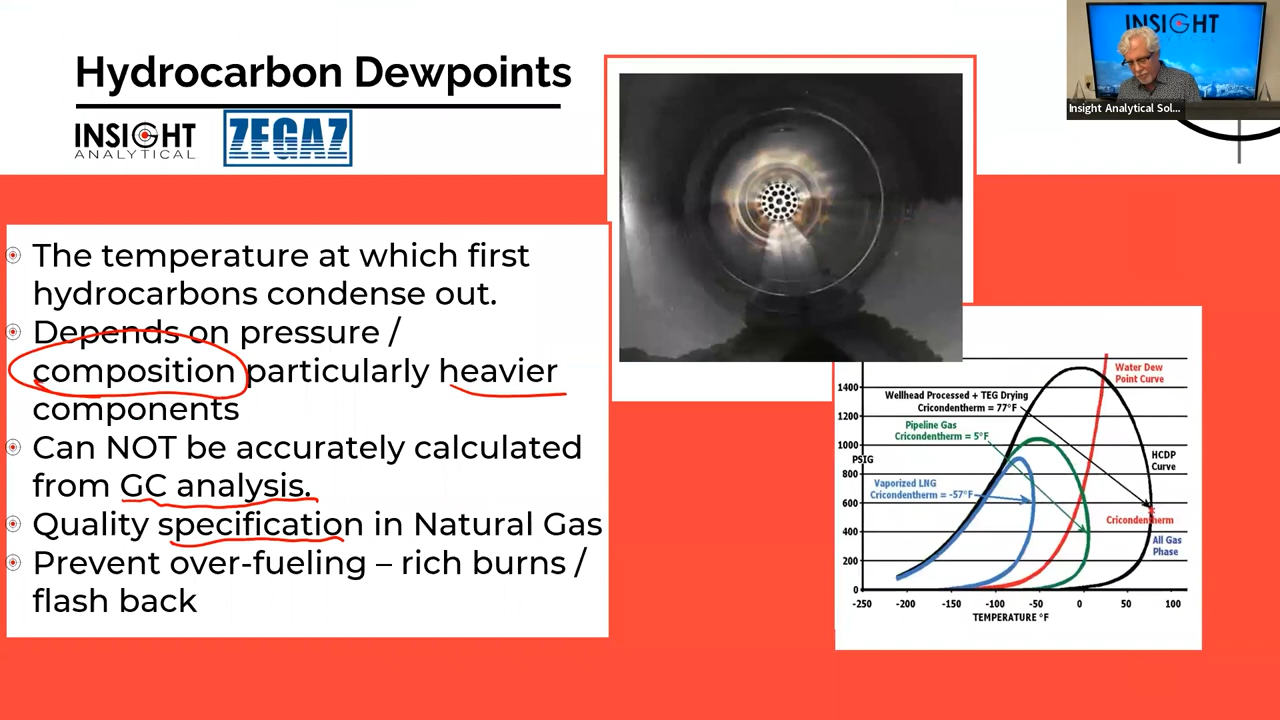 Hydrocarbon Dewpoints
INSIGHT
ANALYTICAL
ZEGAZ
The temperature at which first
hydrocarbons condense out.
Depends on pressure /
composition particularly heavier
components
Can NOT be accurately calculated
from GC analysis.
Quality specification in Natural Gas
Prevent over-fueling – rich burns /
flash back
INSIGHT
Insight Analytical Sol...
Water Dew
Point Curve
Wellhead Processed + TEG Drying
Cricondentherm = 77°F
Pipeline Gas
Cricondentherm = 5°F
HCDP
Curve
Vaporized LNG
Cricondentherm = -57°F
Cricondentherm
All Gas
Phase
1400
1200
1000
PSIG
800
600
400
200
0
-250 -200 -150 -100 -50 0 50 100
TEMPERATURE °F